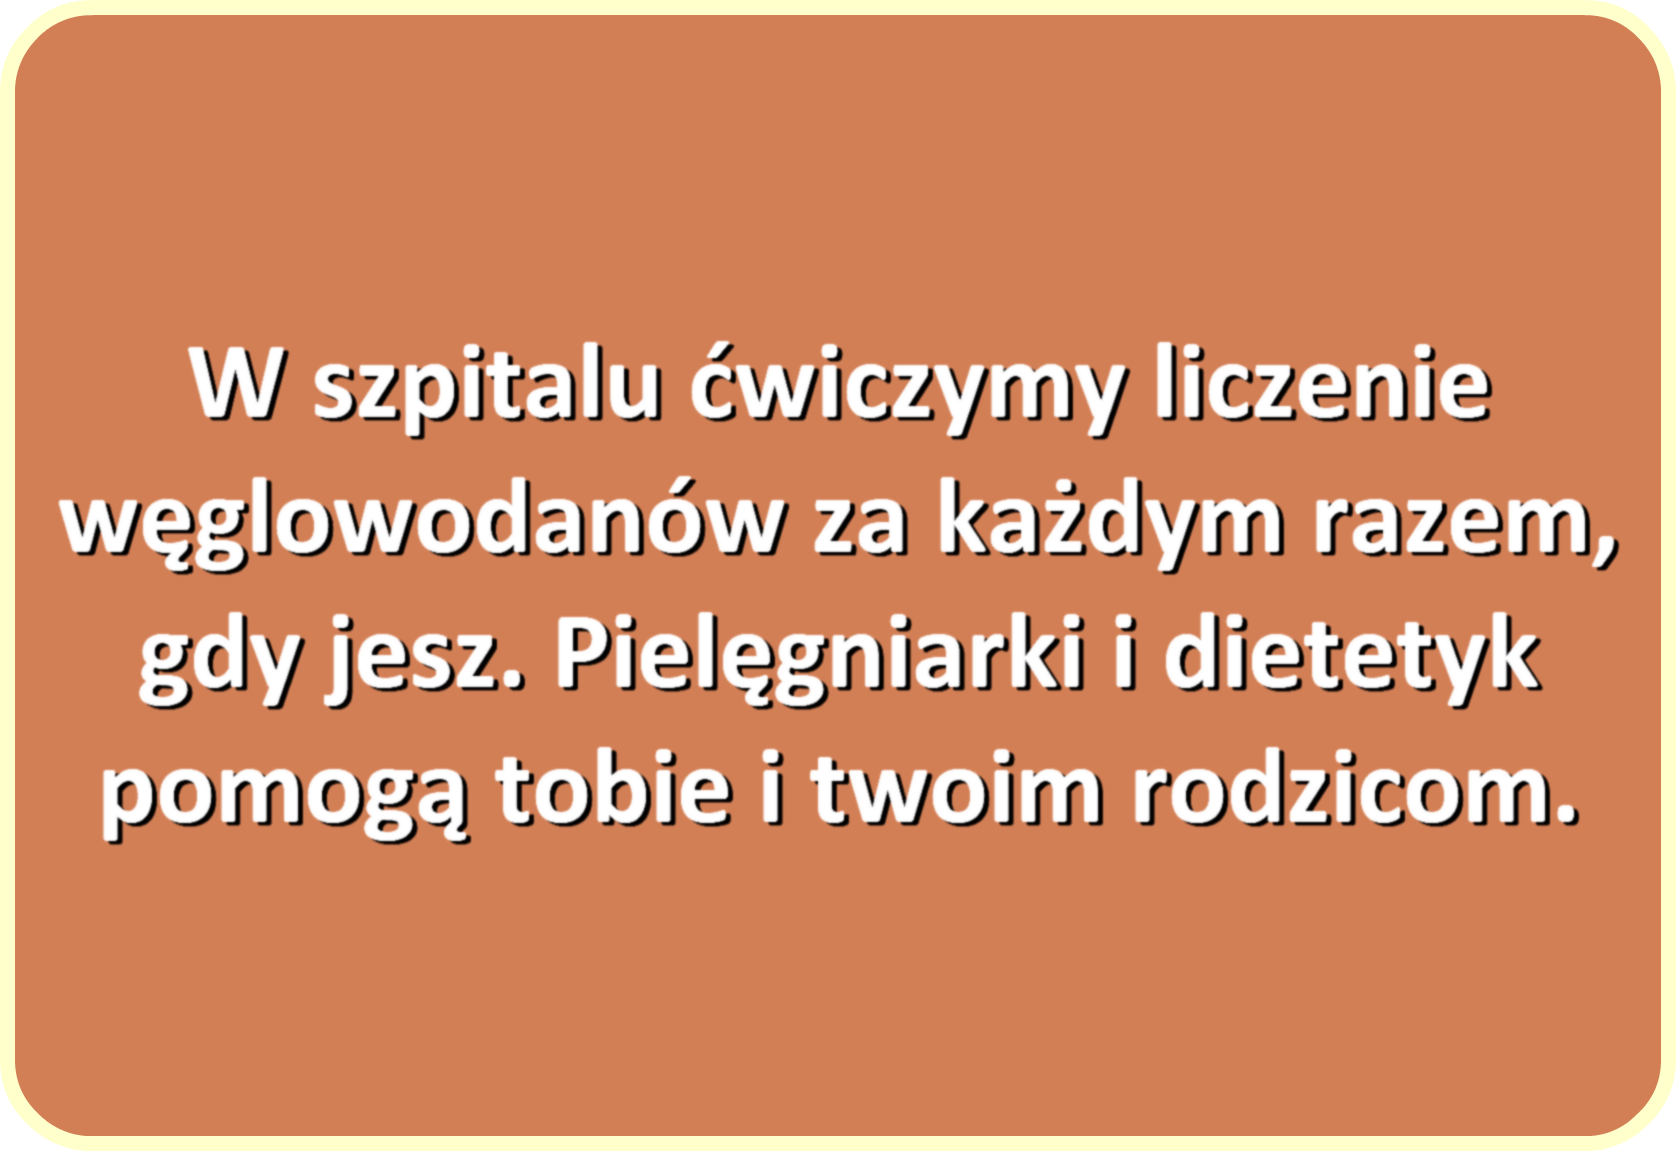 W szpitalu ćwiczymy liczenie
węglowodanów za każdym razem,
gdy jesz. Pielęgniarki i dietetyk
pomogą tobie i twoim rodzicom.